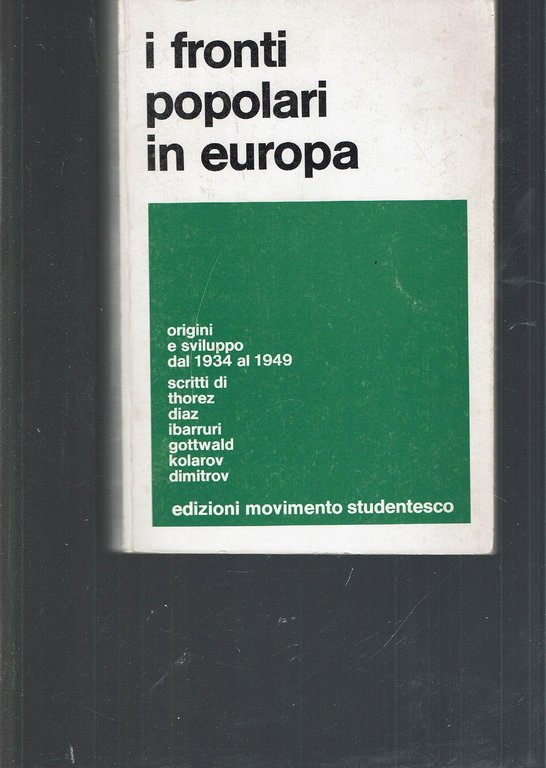 i fronti
popolari
in europa
origini
e sviluppo
dal 1934 al 1949
scritti di
thorez
diaz
ibarruri
gottwald
kolarov
dimitrov
edizioni movimento studentesco